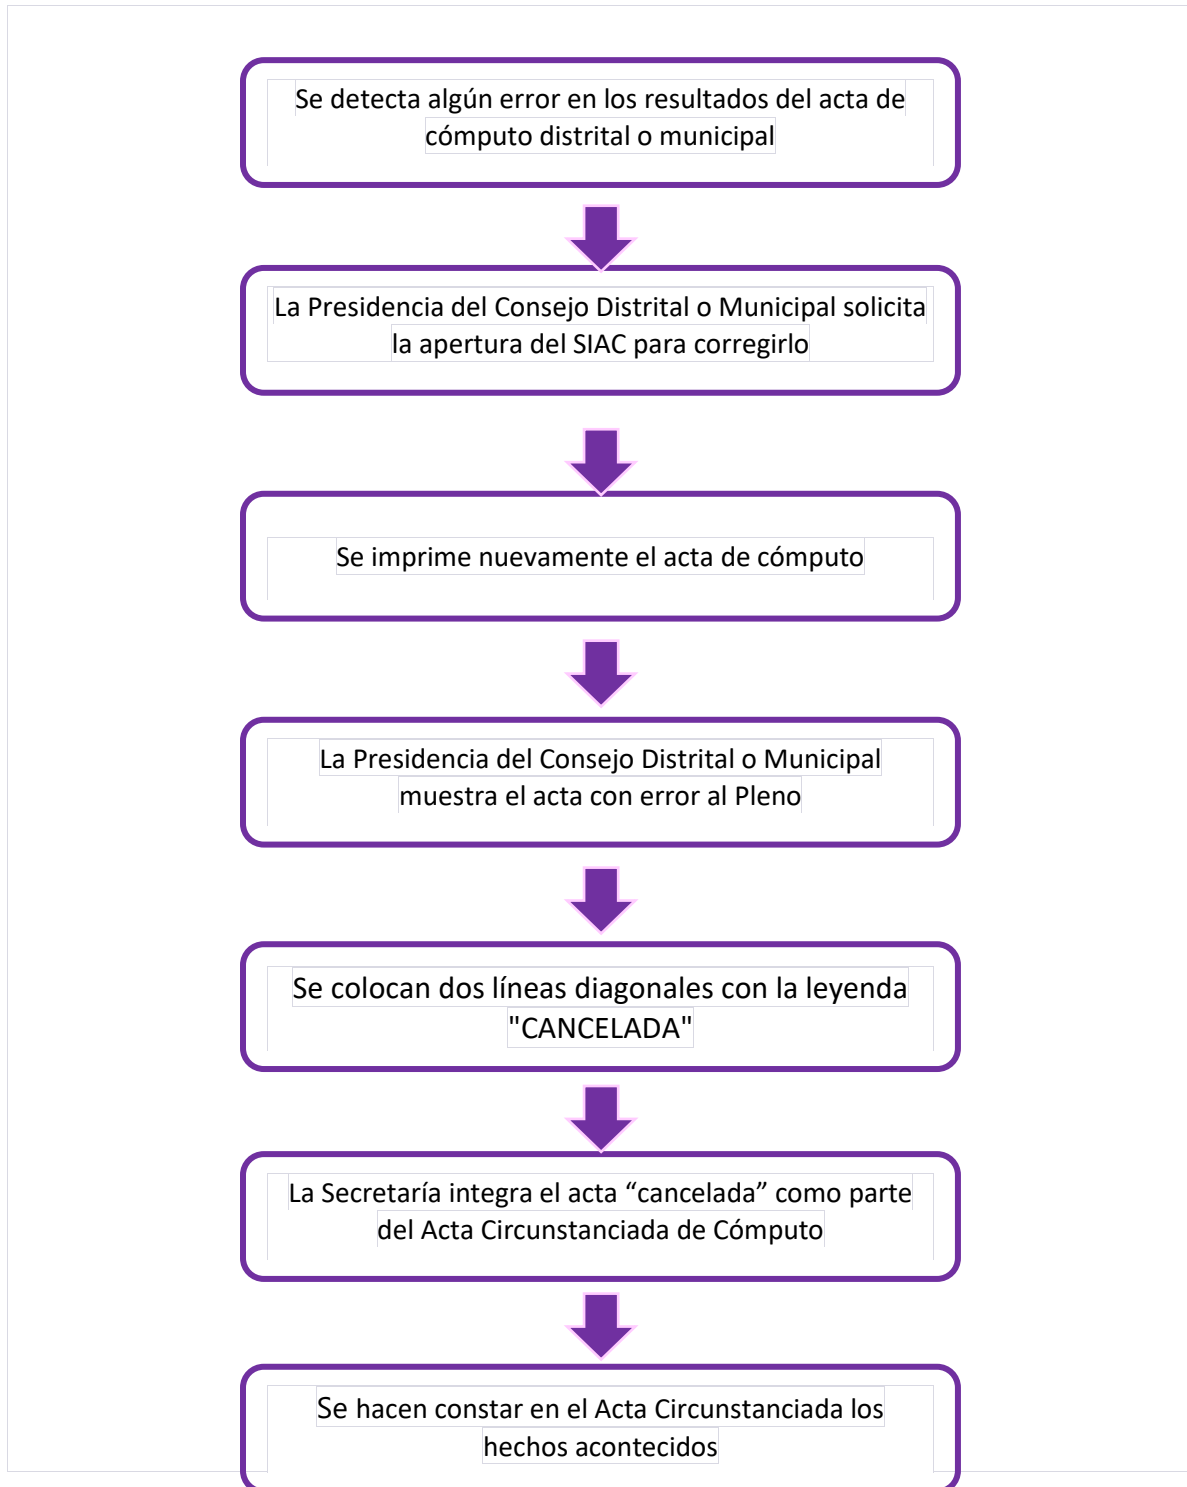 Se detecta algún error en los resultados del acta de
cómputo distrital o municipal
La Presidencia del Consejo Distrital o Municipal solicita
la apertura del SIAC para corregirlo
Se imprime nuevamente el acta de cómputo
La Presidencia del Consejo Distrital o Municipal
muestra el acta con error al Pleno
Se colocan dos líneas diagonales con la leyenda
"CANCELADA"
La Secretaría integra el acta “cancelada” como parte
del Acta Circunstanciada de Cómputo
Se hacen constar en el Acta Circunstanciada los
hechos acontecidos